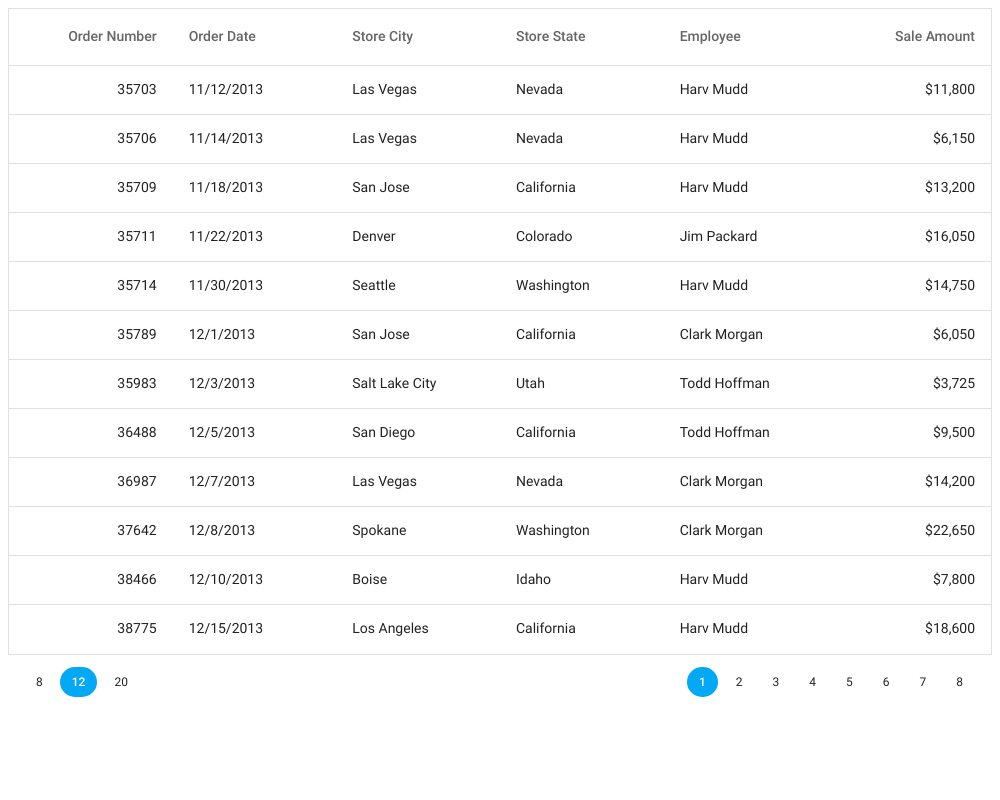 Order Number Order Date Store City Store State Employee Sale Amount
35703 11/12/2013 Las Vegas Nevada Harv Mudd $11,800
35706 11/14/2013 Las Vegas Nevada Harv Mudd $6,150
35709 11/18/2013 San Jose California Harv Mudd $13,200
35711 11/22/2013 Denver Colorado Jim Packard $16,050
35714 11/30/2013 Seattle Washington Harv Mudd $14,750
35789 12/1/2013 San Jose California Clark Morgan $6,050
35983 12/3/2013 Salt Lake City Utah Todd Hoffman $3,725
36488 12/5/2013 San Diego California Todd Hoffman $9,500
36987 12/7/2013 Las Vegas Nevada Clark Morgan $14,200
37642 12/8/2013 Spokane Washington Clark Morgan $22,650
38466 12/10/2013 Boise Idaho Harv Mudd $7,800
38775 12/15/2013 Los Angeles California Harv Mudd $18,600
8 12 20 1 2 3 4 5 6 7 8